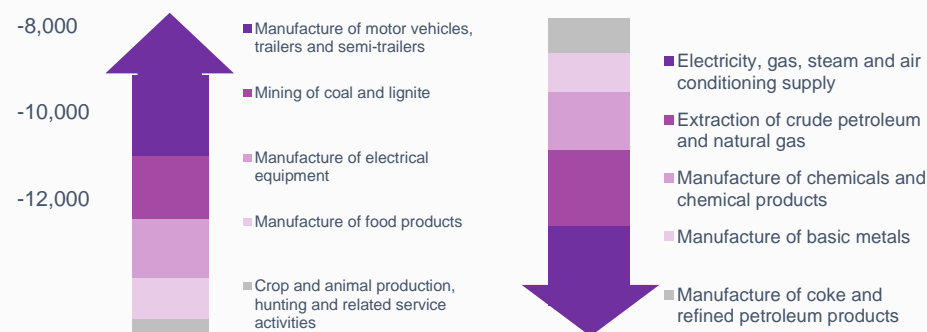 -8,000
-10,000
-12,000
Manufacture of motor vehicles,
trailers and semi-trailers
Mining of coal and lignite
Manufacture of electrical
equipment
Manufacture of food products
Crop and animal production,
hunting and related service
activities
Electricity, gas, steam and air
conditioning supply
Extraction of crude petroleum
and natural gas
Manufacture of chemicals and
chemical products
Manufacture of basic metals
Manufacture of coke and
refined petroleum products